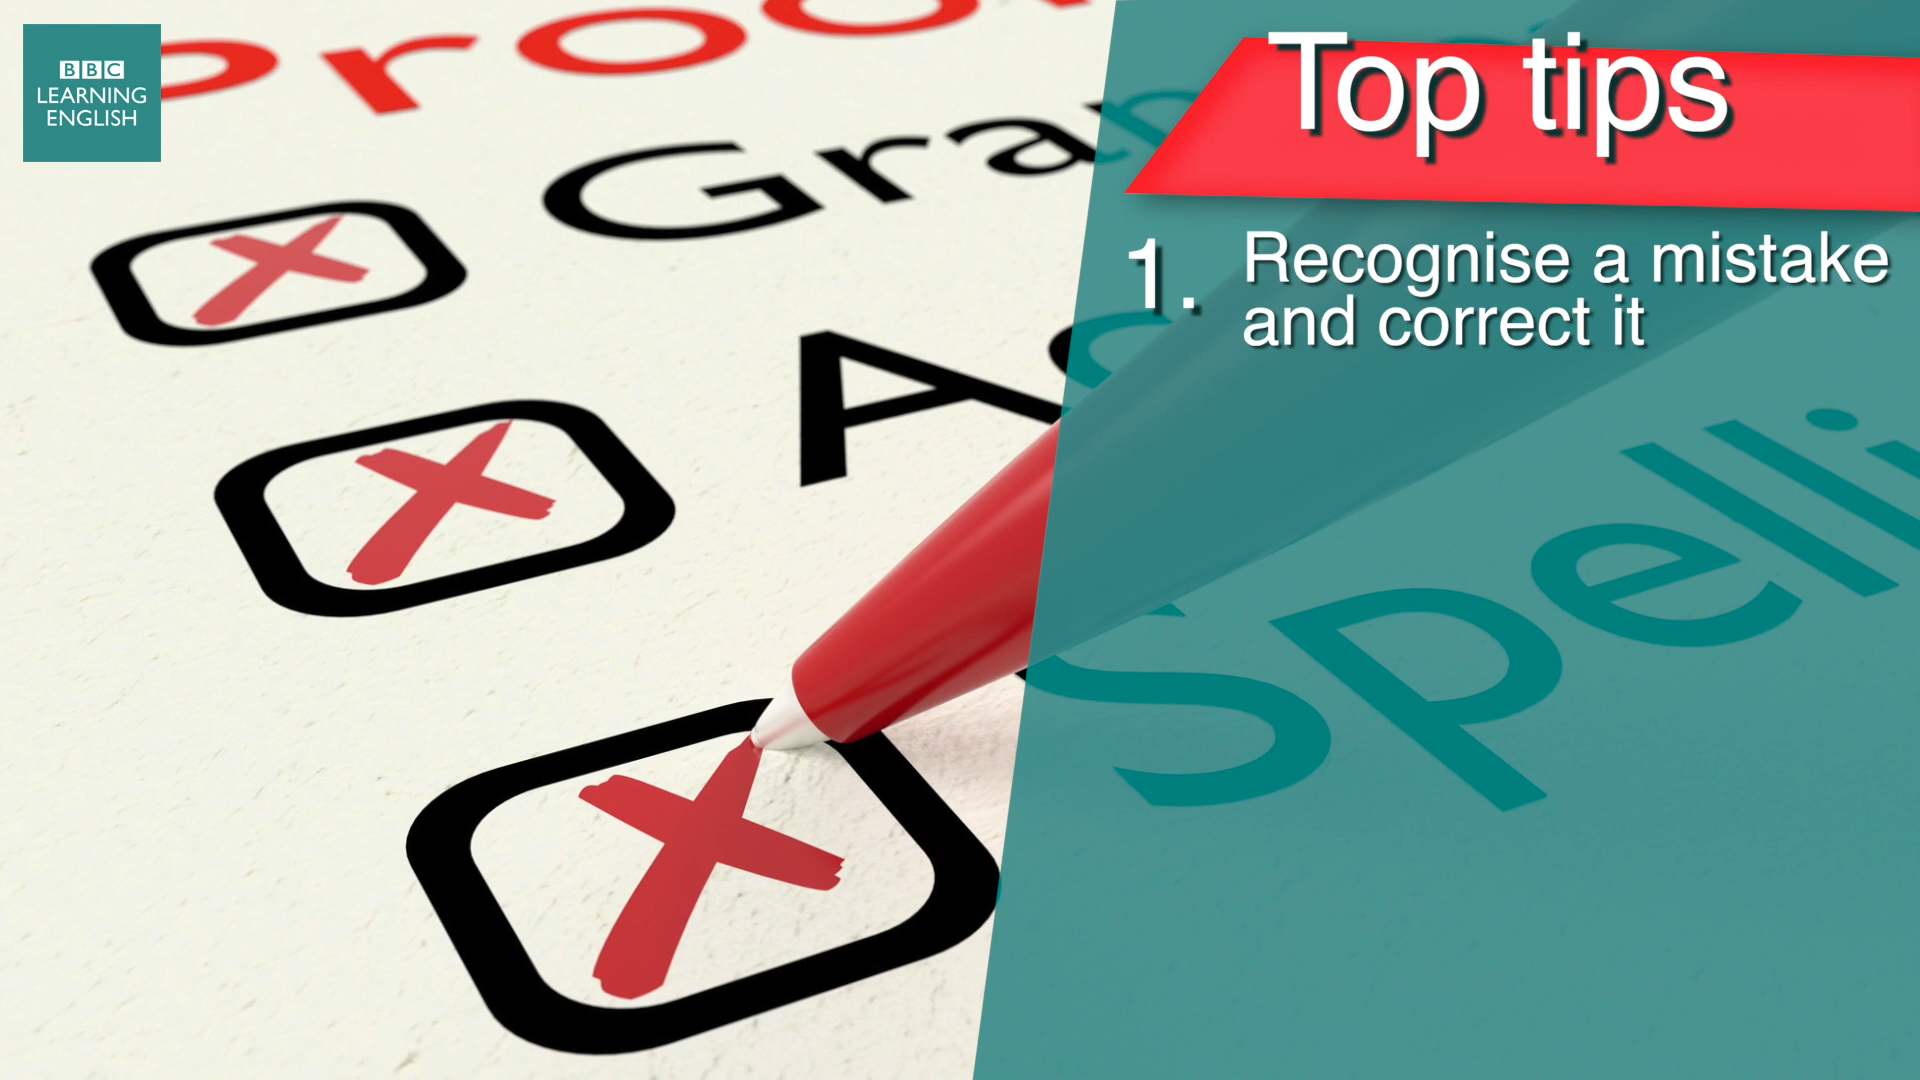 BBC
LEARNING
ENGLISH
Top tips
1. Recognise a mistake
and correct it